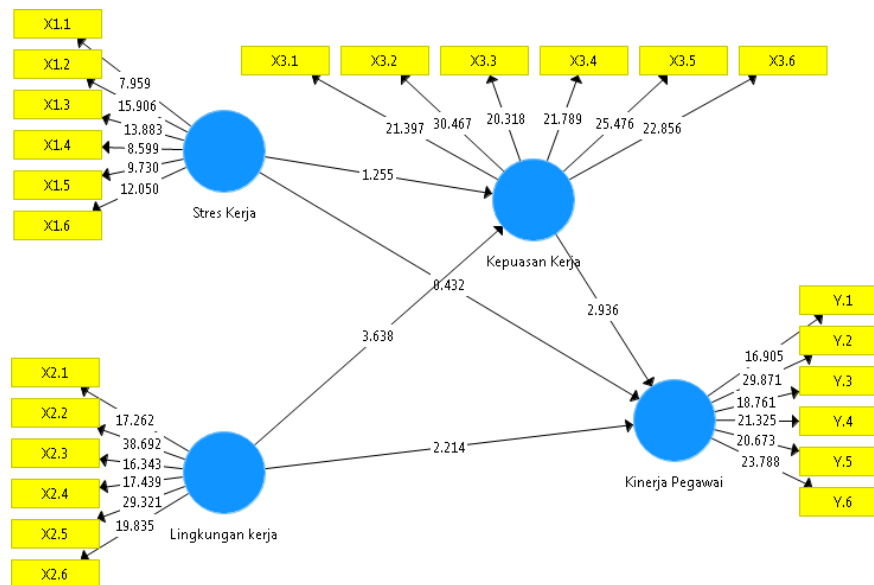 X1.1
X1.2
X1.3
X1.4
X1.5
X1.6
7.959
15.906
13.883
8.599
9.730
12.050
Stres Kerja
X3.1 X3.2 X3.3 X3.4 X3.5 X3.6
21.397 30.467 20.318 21.789 25.476 22.856
Kepuasan Kerja
1.255
0.432
3.638
2.936
2.214
X2.1
X2.2
X2.3
X2.4
X2.5
X2.6
17.262
38.692
16.343
17.439
29.321
19.835
Lingkungan kerja
Y.1
Y.2
Y.3
Y.4
Y.5
Y.6
16.905
29.871
18.761
21.325
20.673
23.788
Kinerja Pegawai